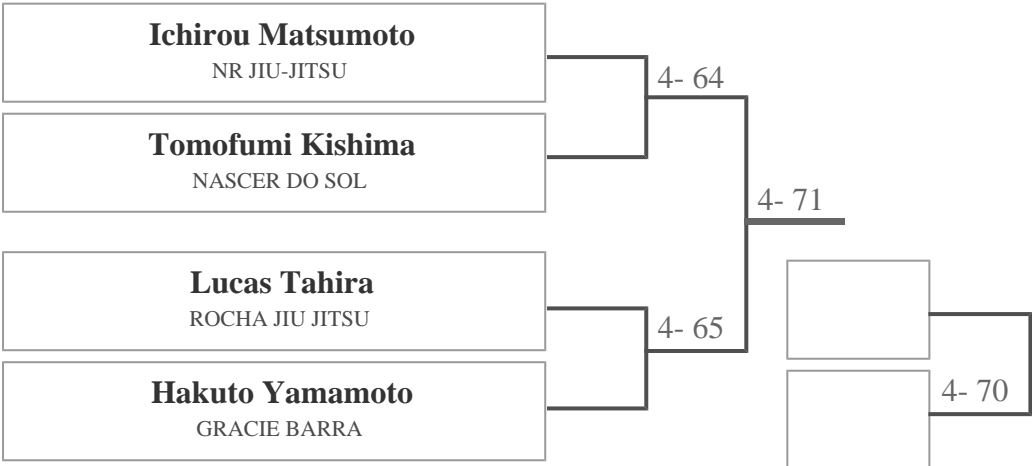 Ichirou Matsumoto
NR JIU-JITSU
4- 64
Tomofumi Kishima
NASCER DO SOL
4- 71
Lucas Tahira
ROCHA JIU JITSU
4- 65
Hakuto Yamamoto
GRACIE BARRA
4- 70